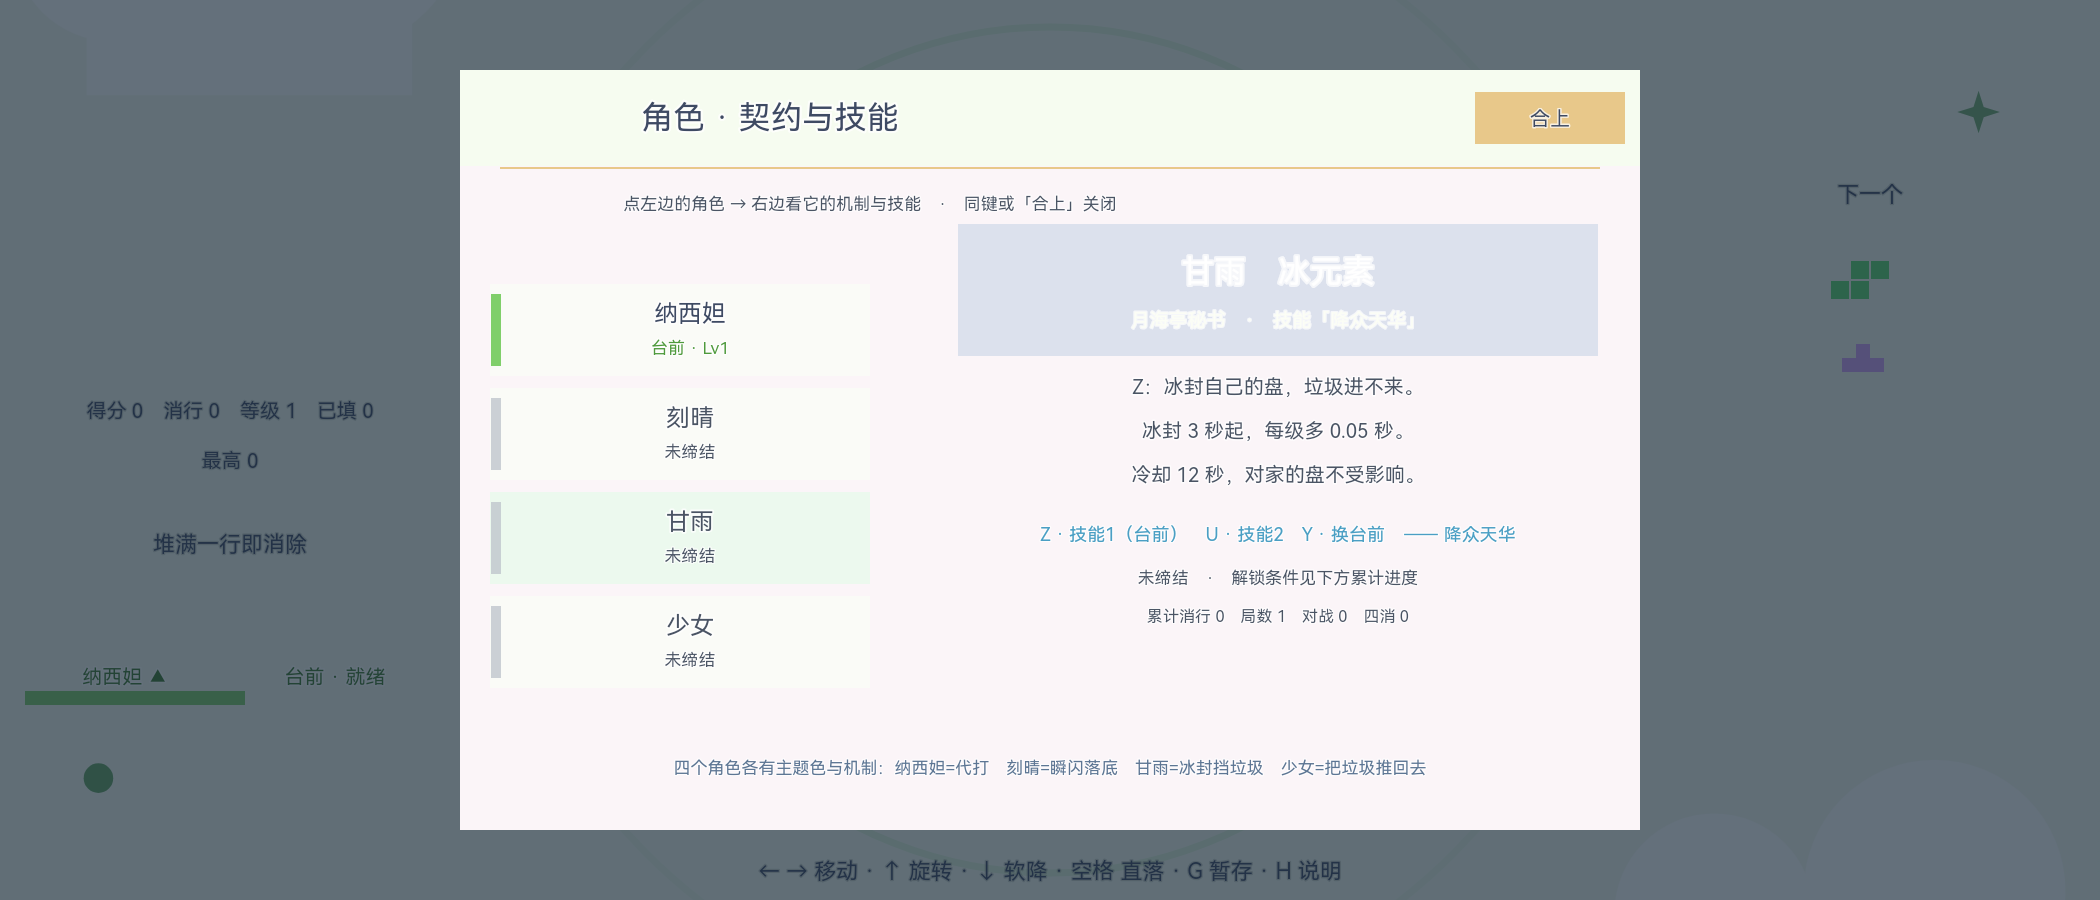 角色 · 契约与技能
合上
点左边的角色 → 右边看它的机制与技能 · 同键或「合上」关闭
纳西妲
台前 · Lv1
刻晴
未缔结
甘雨
未缔结
少女
未缔结
甘雨 冰元素
月海亭秘书 · 技能「降众天华」
Z：冰封自己的盘，垃圾进不来。
冰封 3 秒起，每级多 0.05 秒。
冷却 12 秒，对家的盘不受影响。
Z · 技能1（台前） U · 技能2 Y · 换台前 —— 降众天华
未缔结 · 解锁条件见下方累计进度
累计消行 0 局数 1 对战 0 四消 0
四个角色各有主题色与机制：纳西妲=代打 刻晴=瞬闪落底 甘雨=冰封挡垃圾 少女=把垃圾推回去
得分 0 消行 0 等级 1 已填 0
最高 0
堆满一行即消除
纳西妲 ▲ 台前 · 就绪
下一个
← → 移动 · ↑ 旋转 · ↓ 软降 · 空格 直落 · G 暂存 · H 说明